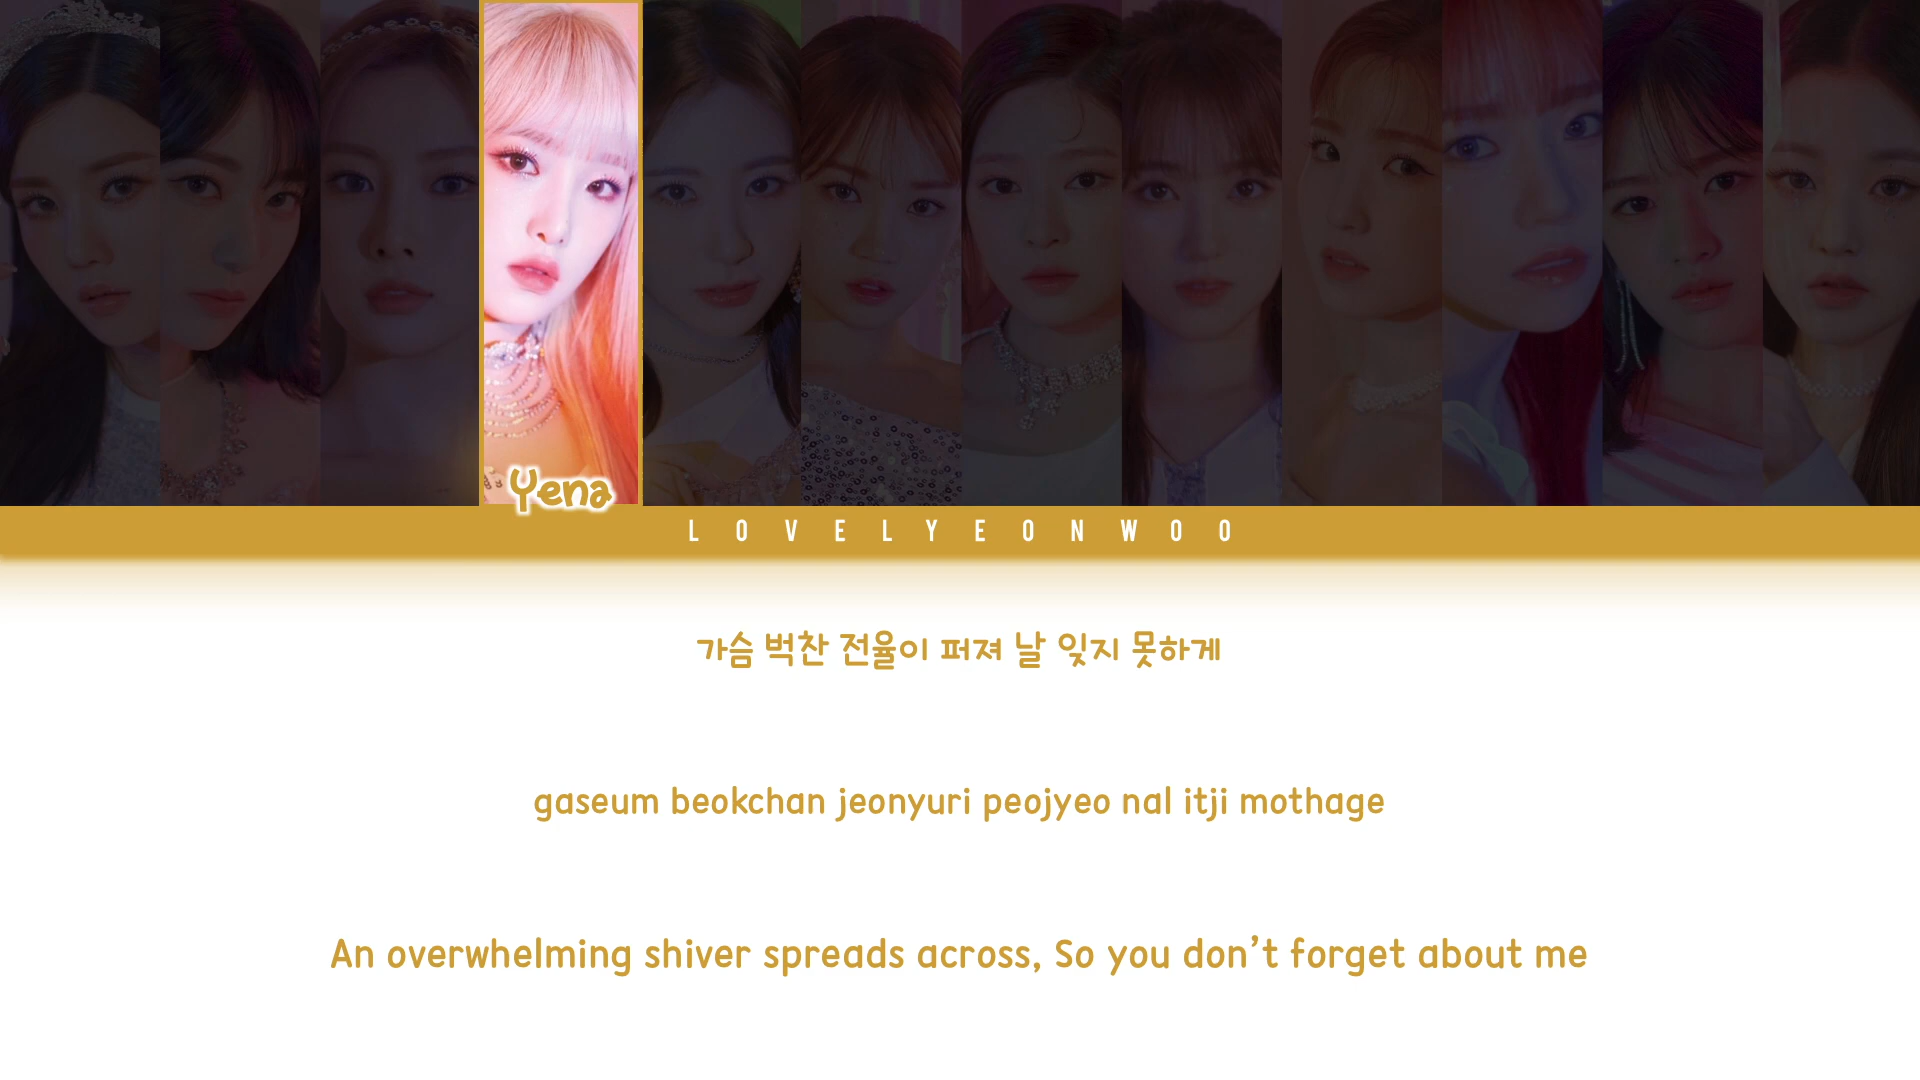 Yena
LOVELYEONWOO
가슴 벅찬 전율이 퍼져 날 잊지 못하게
gaseum beokchan jeonyuri peojyeo nal itji mothage
An overwhelming shiver spreads across, So you don't forget about me